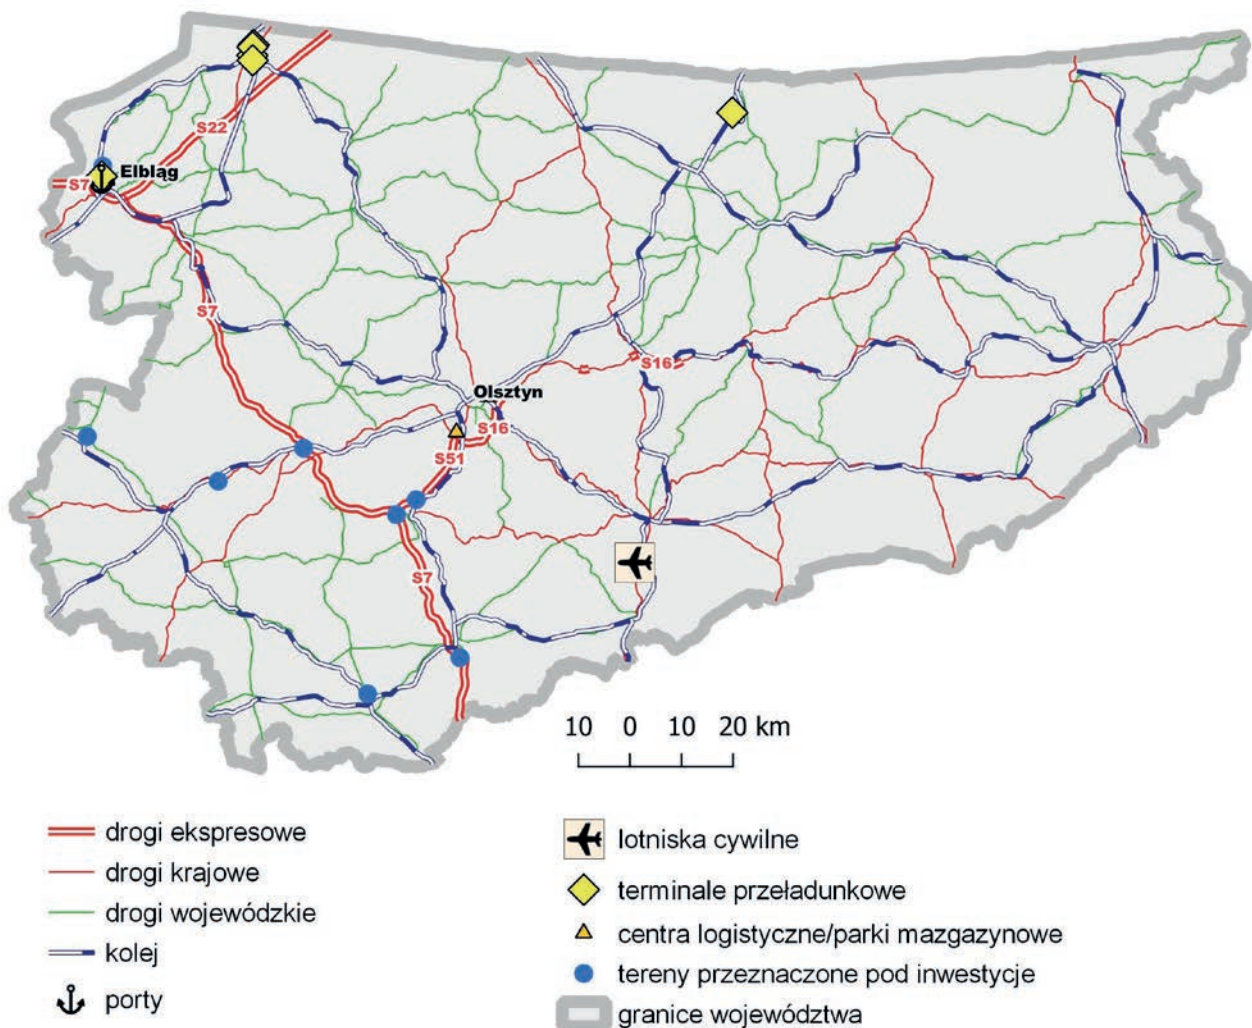 S22
Elbląg
S7
S7
S16
Olsztyn
S16
S51
S7
10 0 10 20 km
drogi ekspresowe
drogi krajowe
drogi wojewódzkie
kolej
porty
lotniska cywilne
terminale przeładunkowe
centra logistyczne/parki mazgazynowe
tereny przeznaczone pod inwestycje
granice województwa